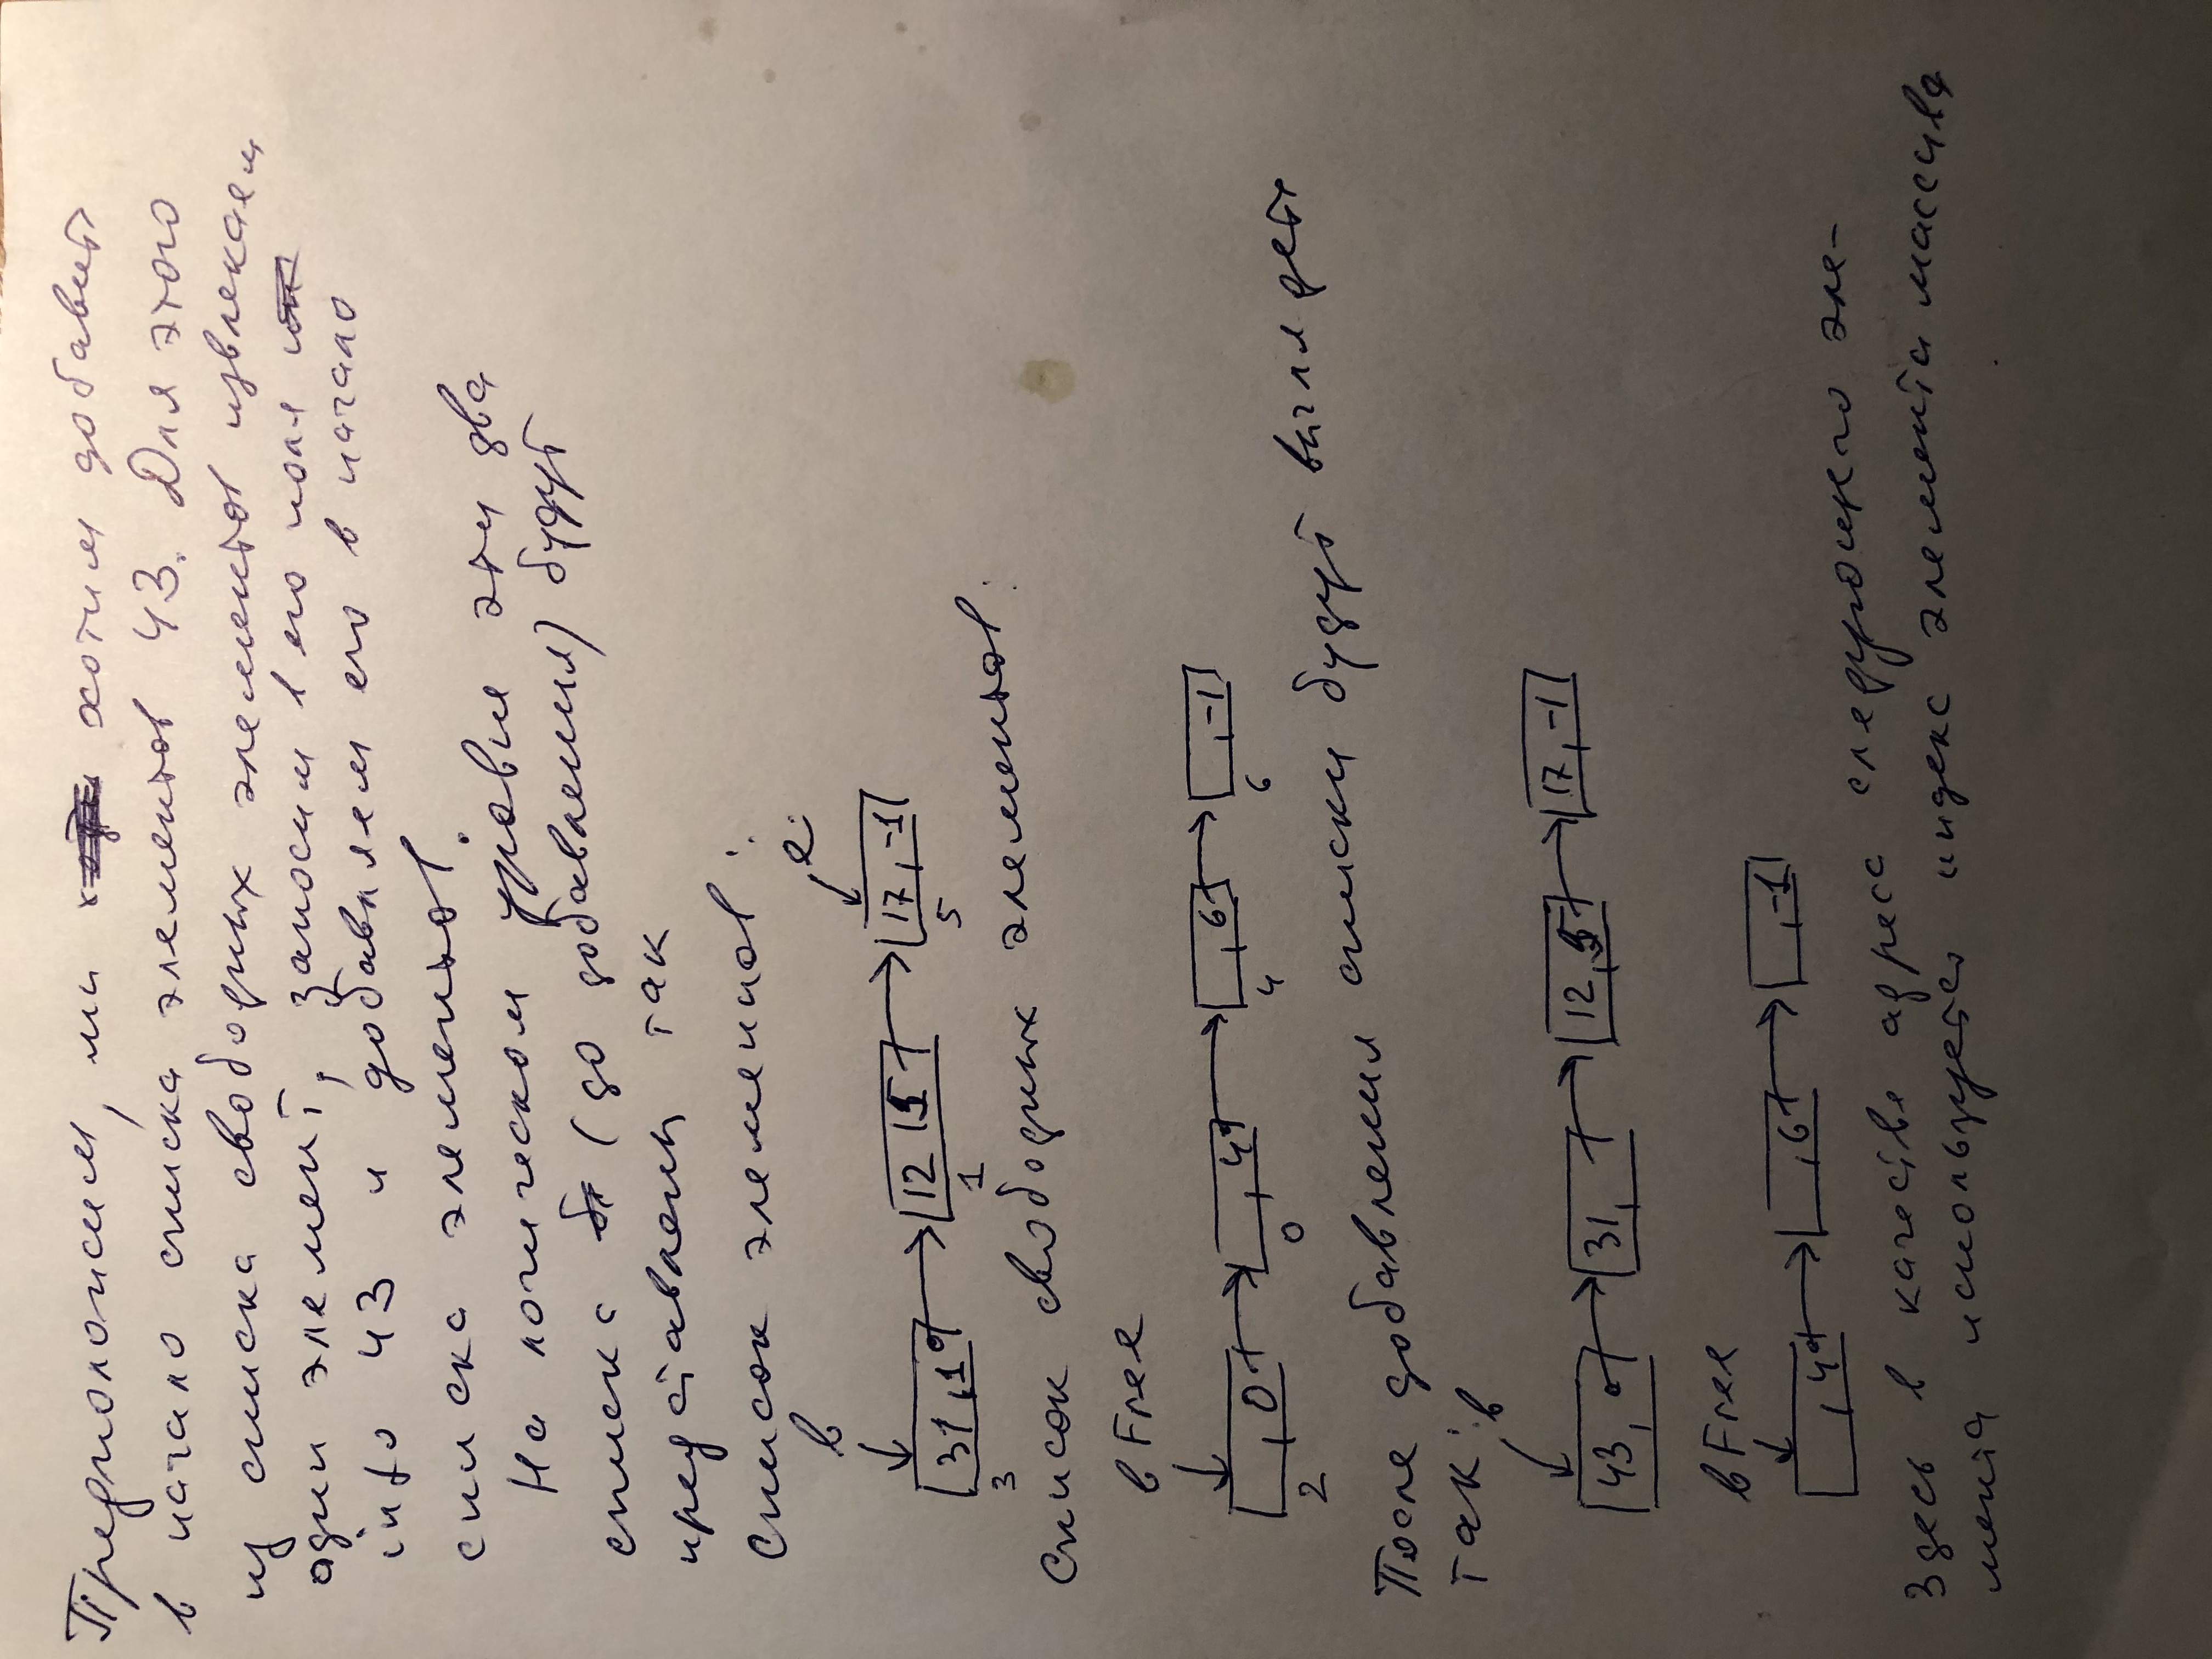 Предположим, мы хотим добавить
в начало списка элементов 43. Для этого
из списка свободных элементов извлекаем
один элемент, заносим в его поля
info 43 и добавляем его в начало
списка элементов.
На логическом уровне эти два
списка (до добавления) будут
представлены так
Список элементов:
b e
31, 1 12 5 17, -1
3 1 5
Список свободных элементов:
bFree
, 0 , 4 , 6 , -1
2 0 4 6
После добавления списки будут выглядеть
так: b
43, 31, 12, 5 17, -1
bFree
, 4 , 6 , -1
Здесь в качестве адреса следующего эле-
мента используется индекс элемента массива